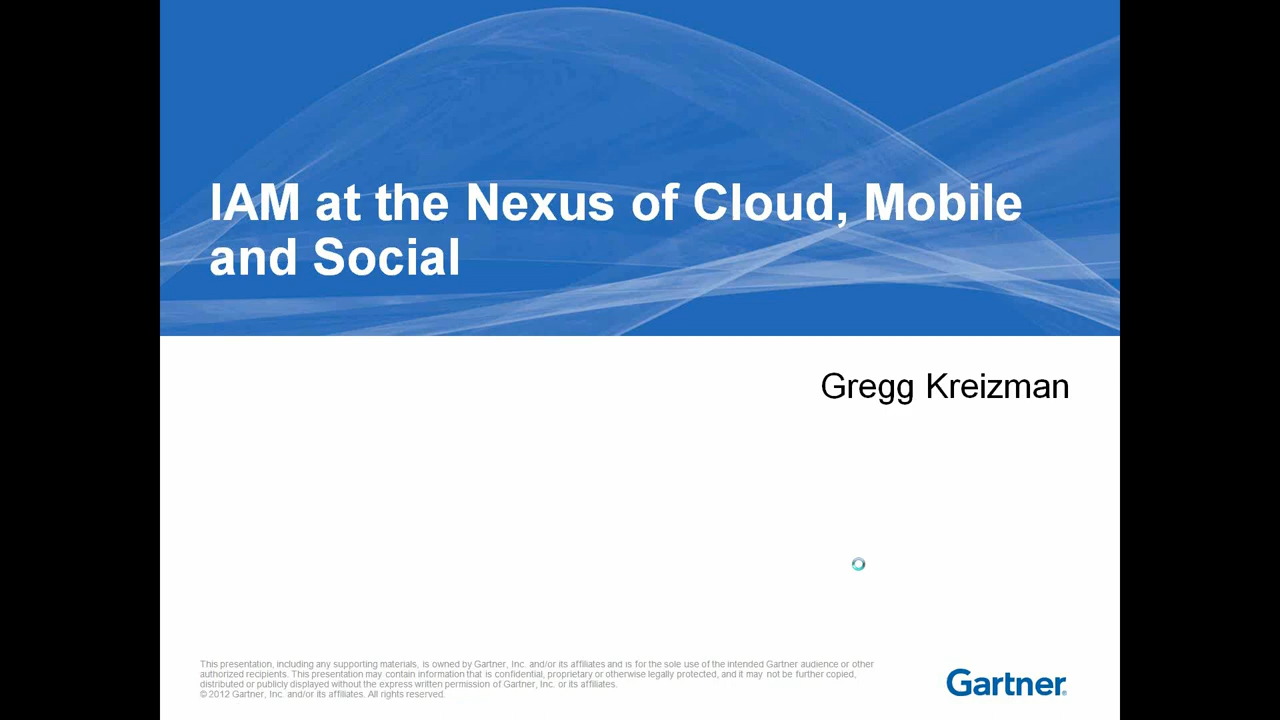 IAM at the Nexus of Cloud, Mobile
and Social
Gregg Kreizman
This presentation, including any supporting materials, is owned by Gartner, Inc. and/or its affiliates and is for the sole use of the intended Gartner audience or other
authorized recipients. This presentation may contain information that is confidential, proprietary or otherwise legally protected, and it may not be further copied,
distributed or publicly displayed without the express written permission of Gartner, Inc. or its affiliates.
© 2012 Gartner, Inc. and/or its affiliates. All rights reserved.
Gartner®